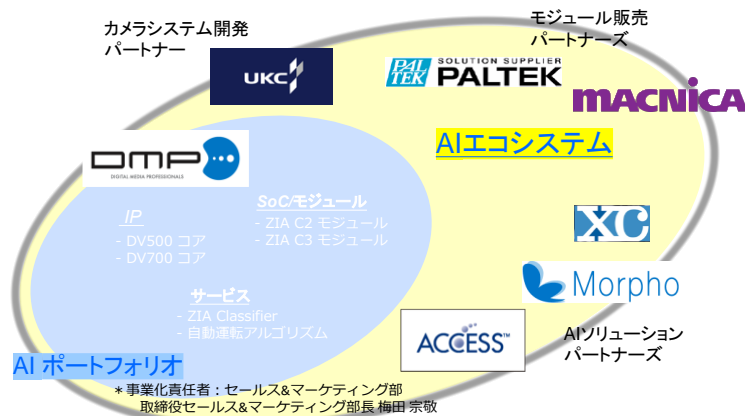 カメラシステム開発
パートナー
モジュール販売
パートナーズ
UKC
PALTEK
SOLUTION SUPPLIER
PALTEK
MACNICA
AIエコシステム
DMP
DIGITAL MEDIA PROFESSIONALS
IP
- DV500 コア
- DV700 コア
SoC/モジュール
- ZIA C2 モジュール
- ZIA C3 モジュール
サービス
- ZIA Classifier
- 自動運転アルゴリズム
XC
Morpho
ACCESS™
AIソリューション
パートナーズ
AI ポートフォリオ
＊事業化責任者：セールス&マーケティング部
取締役セールス&マーケティング部長 梅田 宗敬